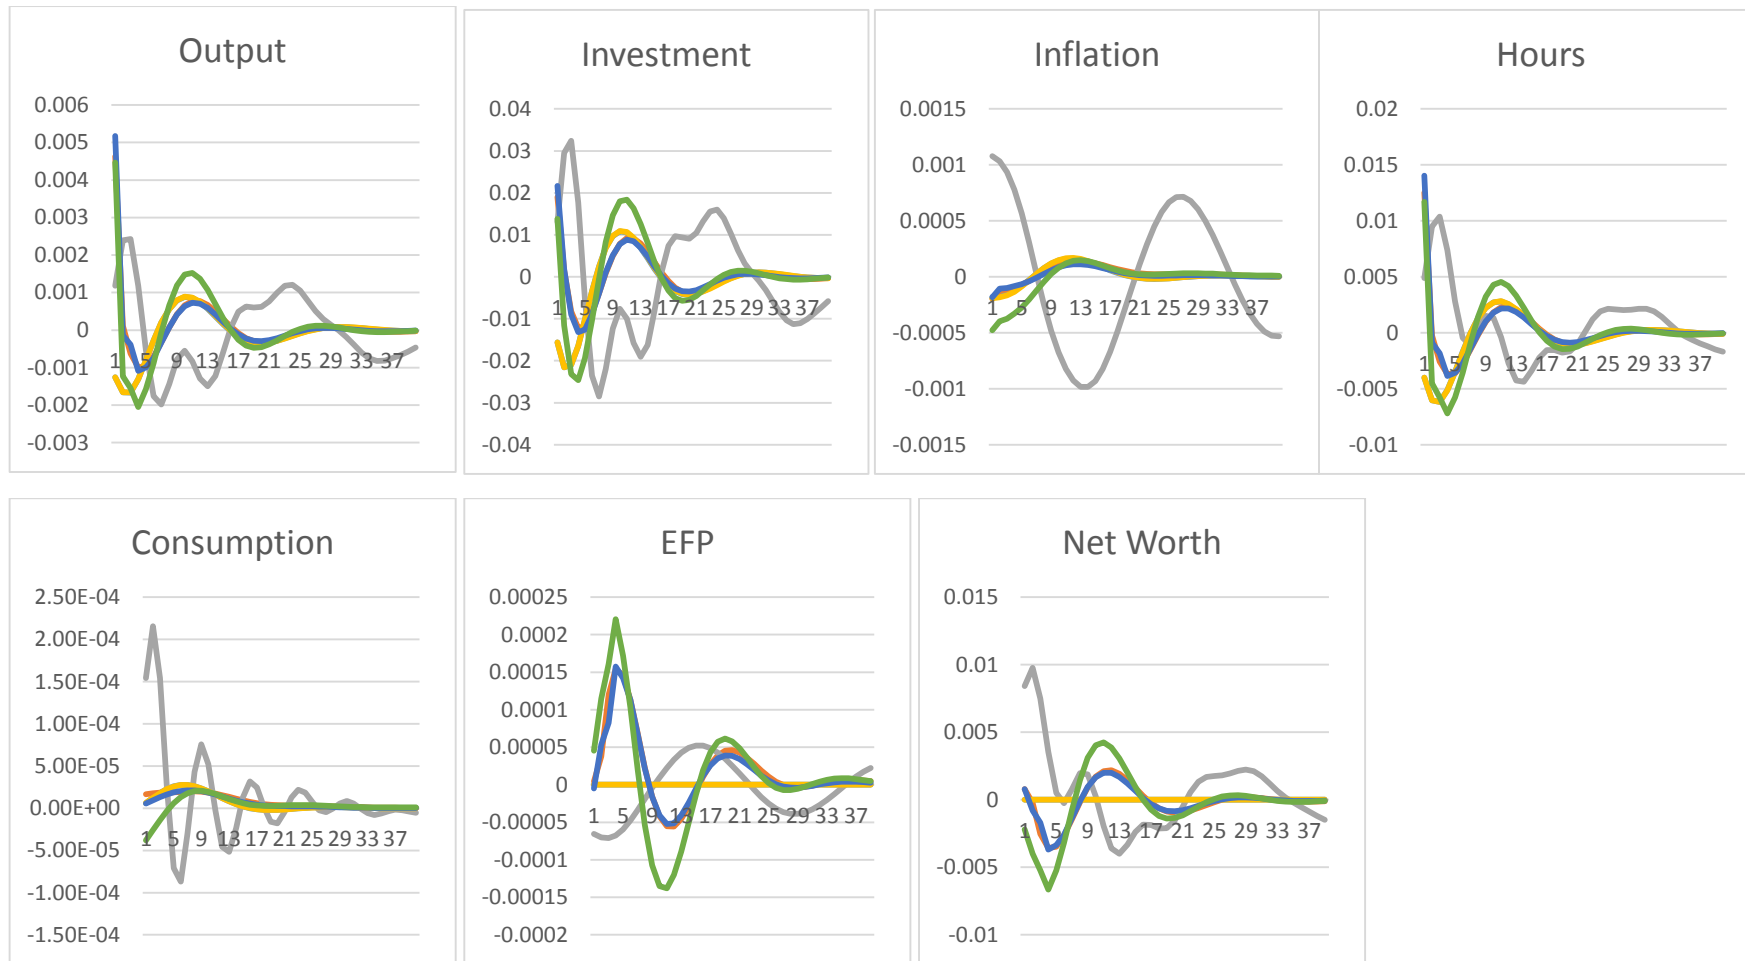 Output
0.006
0.005
0.004
0.003
0.002
0.001
0
-0.001
-0.002
-0.003
1 5 9 13 17 21 25 29 33 37
Investment
0.04
0.03
0.02
0.01
0
-0.01
-0.02
-0.03
-0.04
1 5 9 13 17 21 25 29 33 37
Inflation
0.0015
0.001
0.0005
0
-0.0005
-0.001
-0.0015
1 5 9 13 17 21 25 29 33 37
Hours
0.02
0.015
0.01
0.005
0
-0.005
-0.01
1 5 9 13 17 21 25 29 33 37
Consumption
2.50E-04
2.00E-04
1.50E-04
1.00E-04
5.00E-05
0.00E+00
-5.00E-05
-1.00E-04
-1.50E-04
1 5 9 13 17 21 25 29 33 37
EFP
0.00025
0.0002
0.00015
0.0001
0.00005
0
-0.00005
-0.0001
-0.00015
-0.0002
1 5 9 13 17 21 25 29 33 37
Net Worth
0.015
0.01
0.005
0
-0.005
-0.01
1 5 9 13 17 21 25 29 33 37